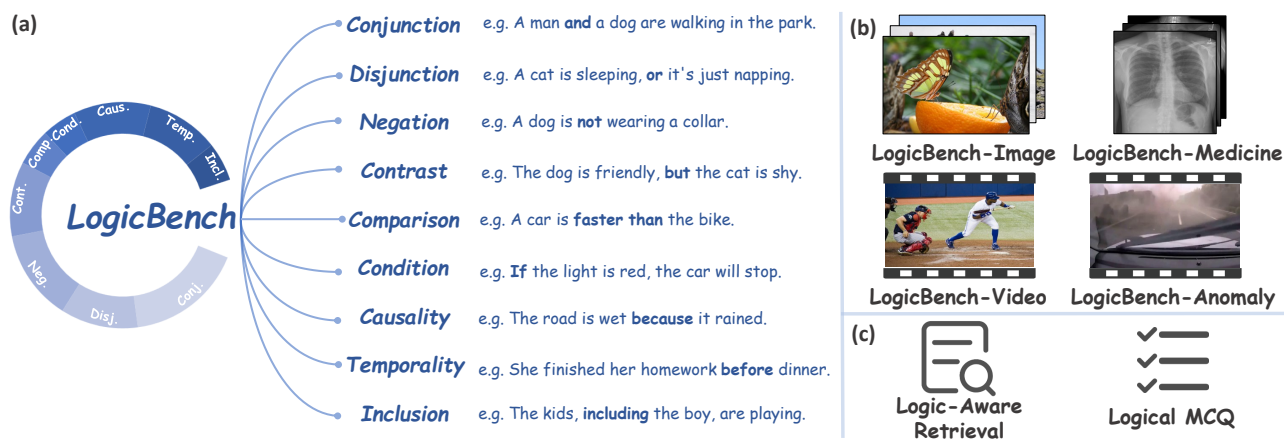 (a)
Conjunction e.g. A man and a dog are walking in the park.
Disjunction e.g. A cat is sleeping, or it's just napping.
Negation e.g. A dog is not wearing a collar.
Contrast e.g. The dog is friendly, but the cat is shy.
Comparison e.g. A car is faster than the bike.
Condition e.g. If the light is red, the car will stop.
Causality e.g. The road is wet because it rained.
Temporality e.g. She finished her homework before dinner.
Inclusion e.g. The kids, including the boy, are playing.
LogicBench
Conj.
Disj.
Neg.
Cont.
Comp.
Cond.
Caus.
Temp.
Incl.
(b)
LogicBench-Image
LogicBench-Medicine
LogicBench-Video
LogicBench-Anomaly
(c)
Logic-Aware
Retrieval
Logical MCQ